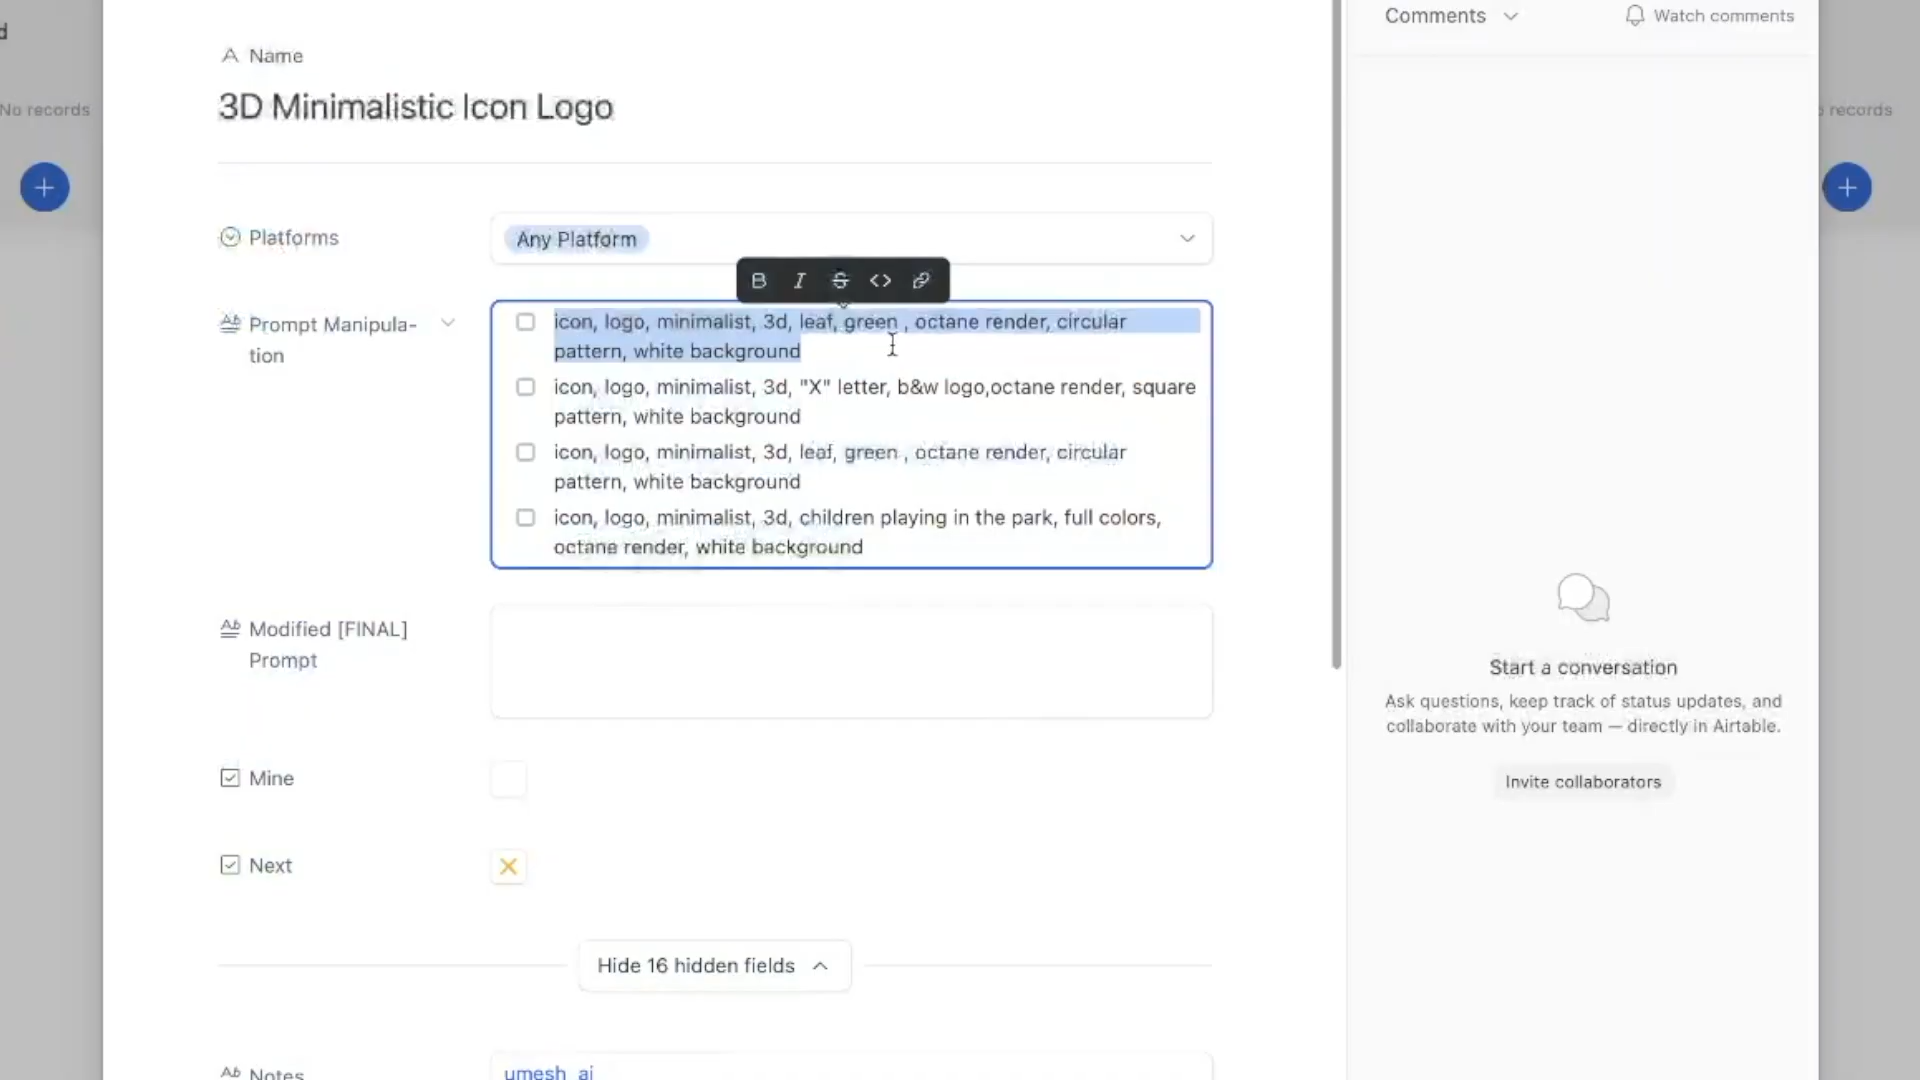 Comments
Watch comments
Name
3D Minimalistic Icon Logo
No records
records
Platforms
Any Platform
Prompt Manipula-
tion
icon, logo, minimalist, 3d, leaf, green , octane render, circular
pattern, white background
icon, logo, minimalist, 3d, "X" letter, b&w logo,octane render, square
pattern, white background
icon, logo, minimalist, 3d, leaf, green , octane render, circular
pattern, white background
icon, logo, minimalist, 3d, children playing in the park, full colors,
octane render, white background
Modified [FINAL]
Prompt
Mine
Next
Hide 16 hidden fields
Notes
umesh_ai
Start a conversation
Ask questions, keep track of status updates, and
collaborate with your team — directly in Airtable.
Invite collaborators